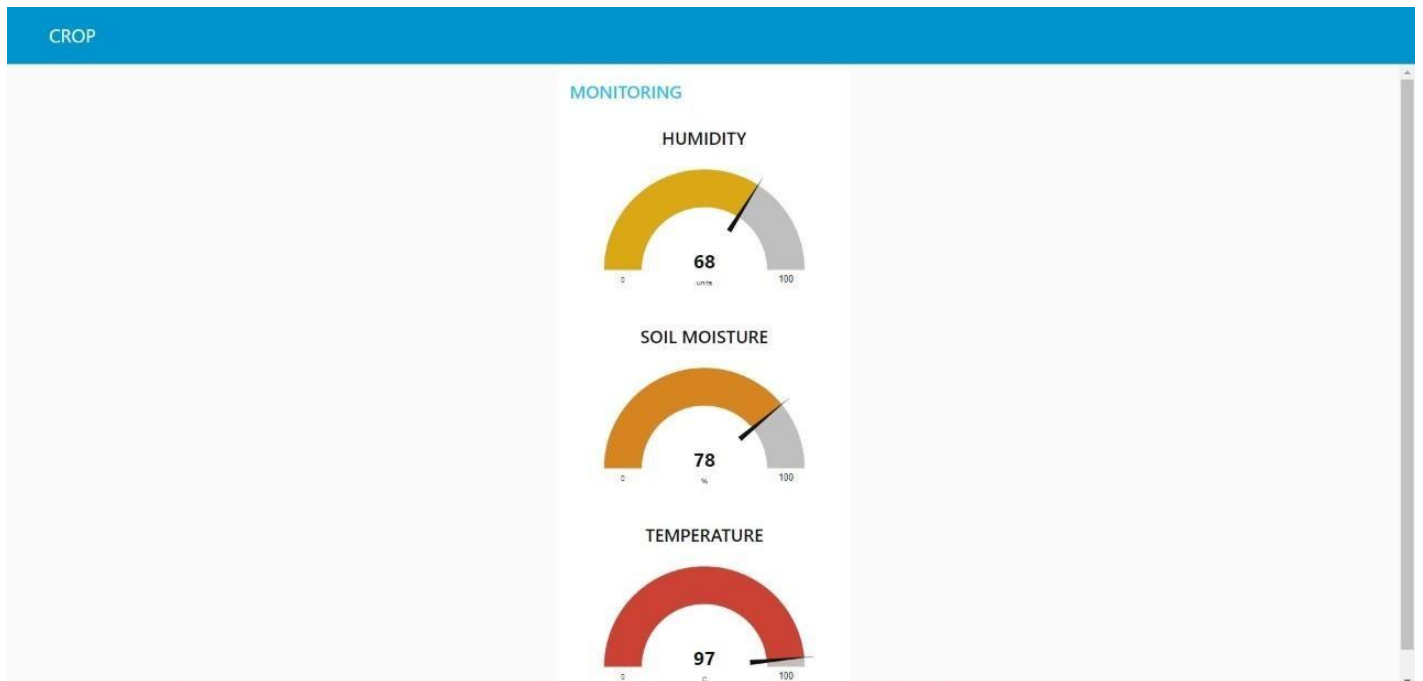 CROP
MONITORING
HUMIDITY
68
0 100
units
SOIL MOISTURE
78
0 100
%
TEMPERATURE
97
0 100
C